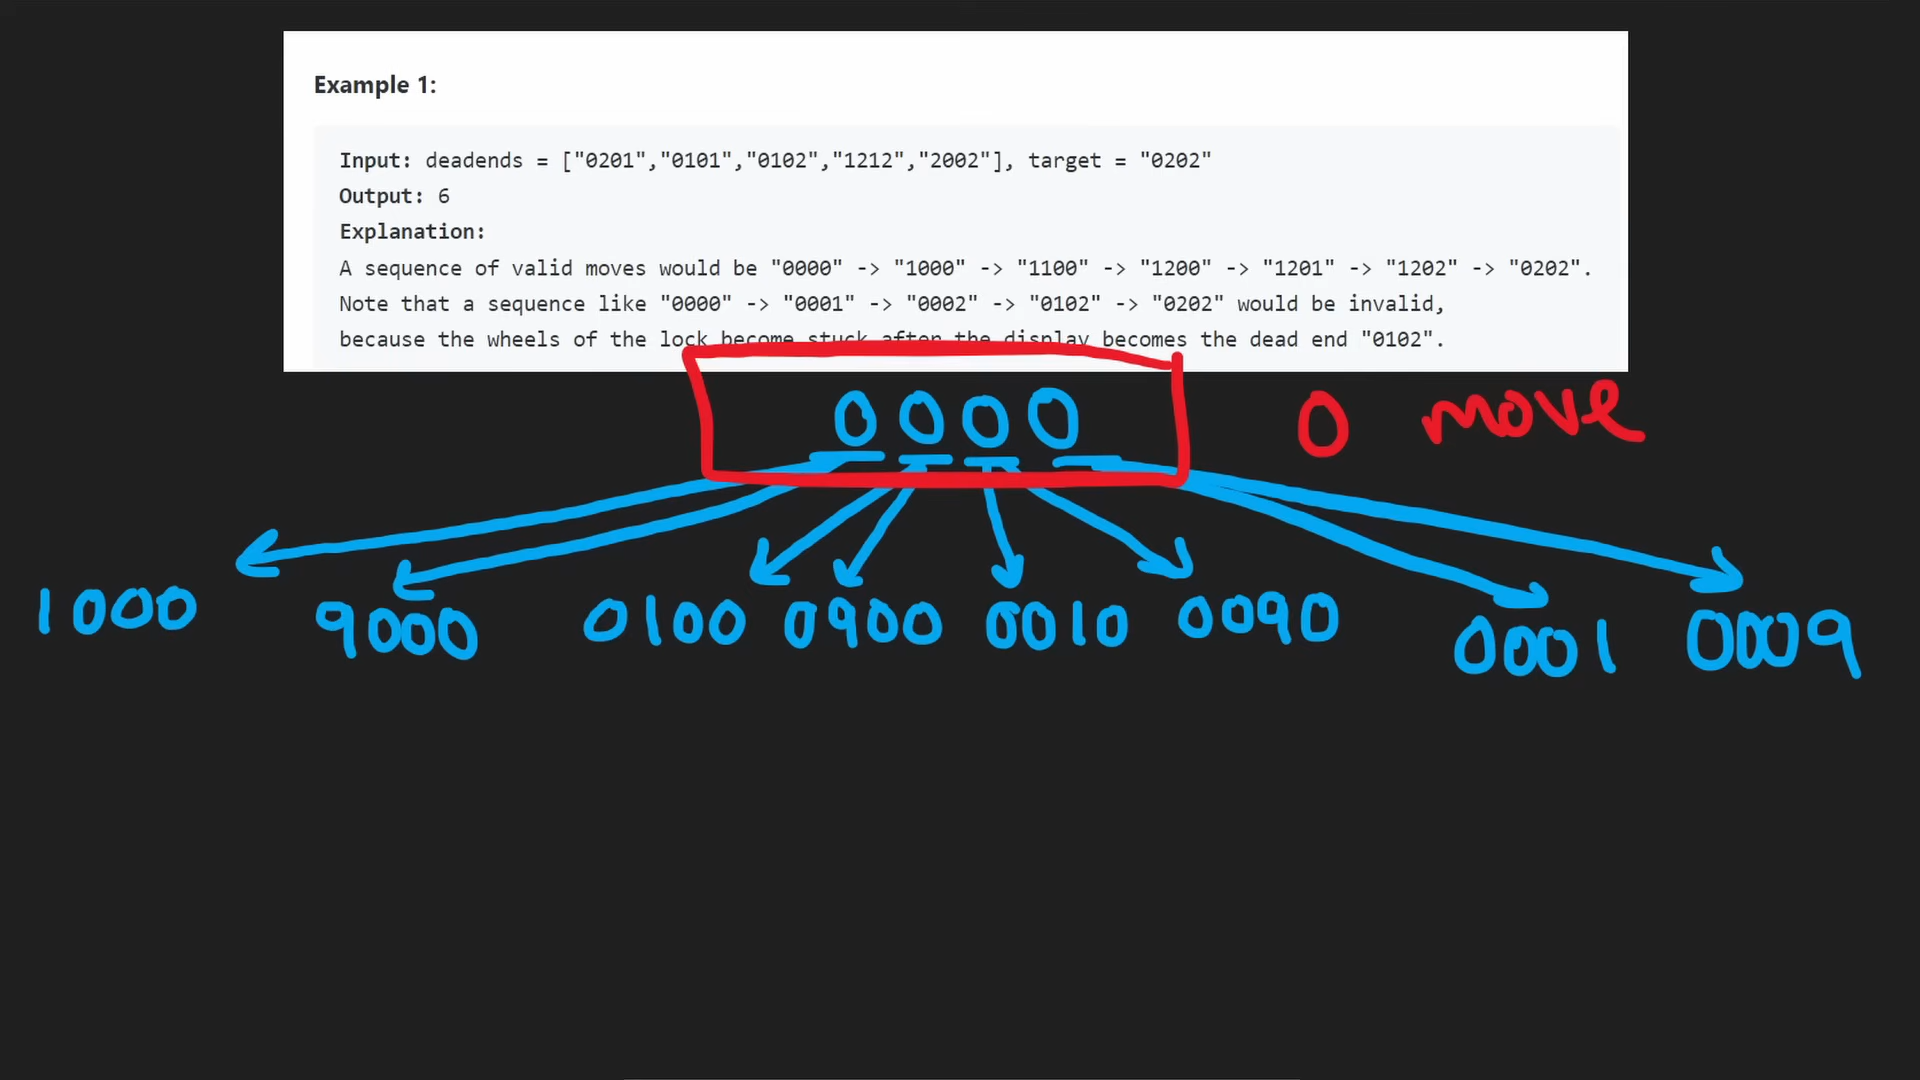 Example 1:
Input: deadends = ["0201","0101","0102","1212","2002"], target = "0202"
Output: 6
Explanation:
A sequence of valid moves would be "0000" -> "1000" -> "1100" -> "1200" -> "1201" -> "1202" -> "0202".
Note that a sequence like "0000" -> "0001" -> "0002" -> "0102" -> "0202" would be invalid,
because the wheels of the lock become stuck after the display becomes the dead end "0102".
0000 0 move
1000 9000 0100 0900 0010 0090 0001 0009